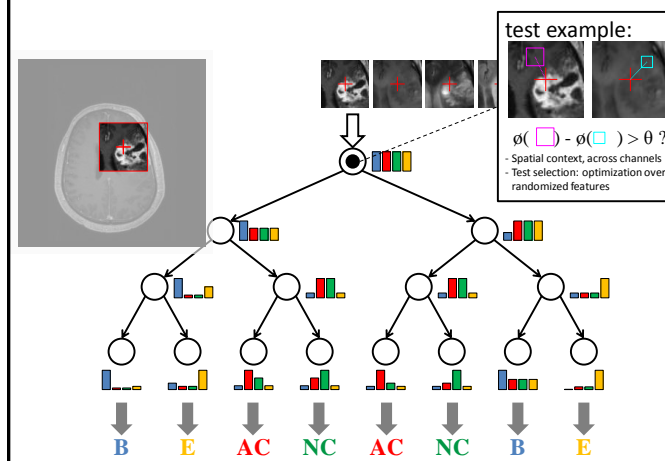 test example:
ϕ( ) - ϕ( ) > θ ?
- Spatial context, across channels
- Test selection: optimization over
randomized features
B E AC NC AC NC B E